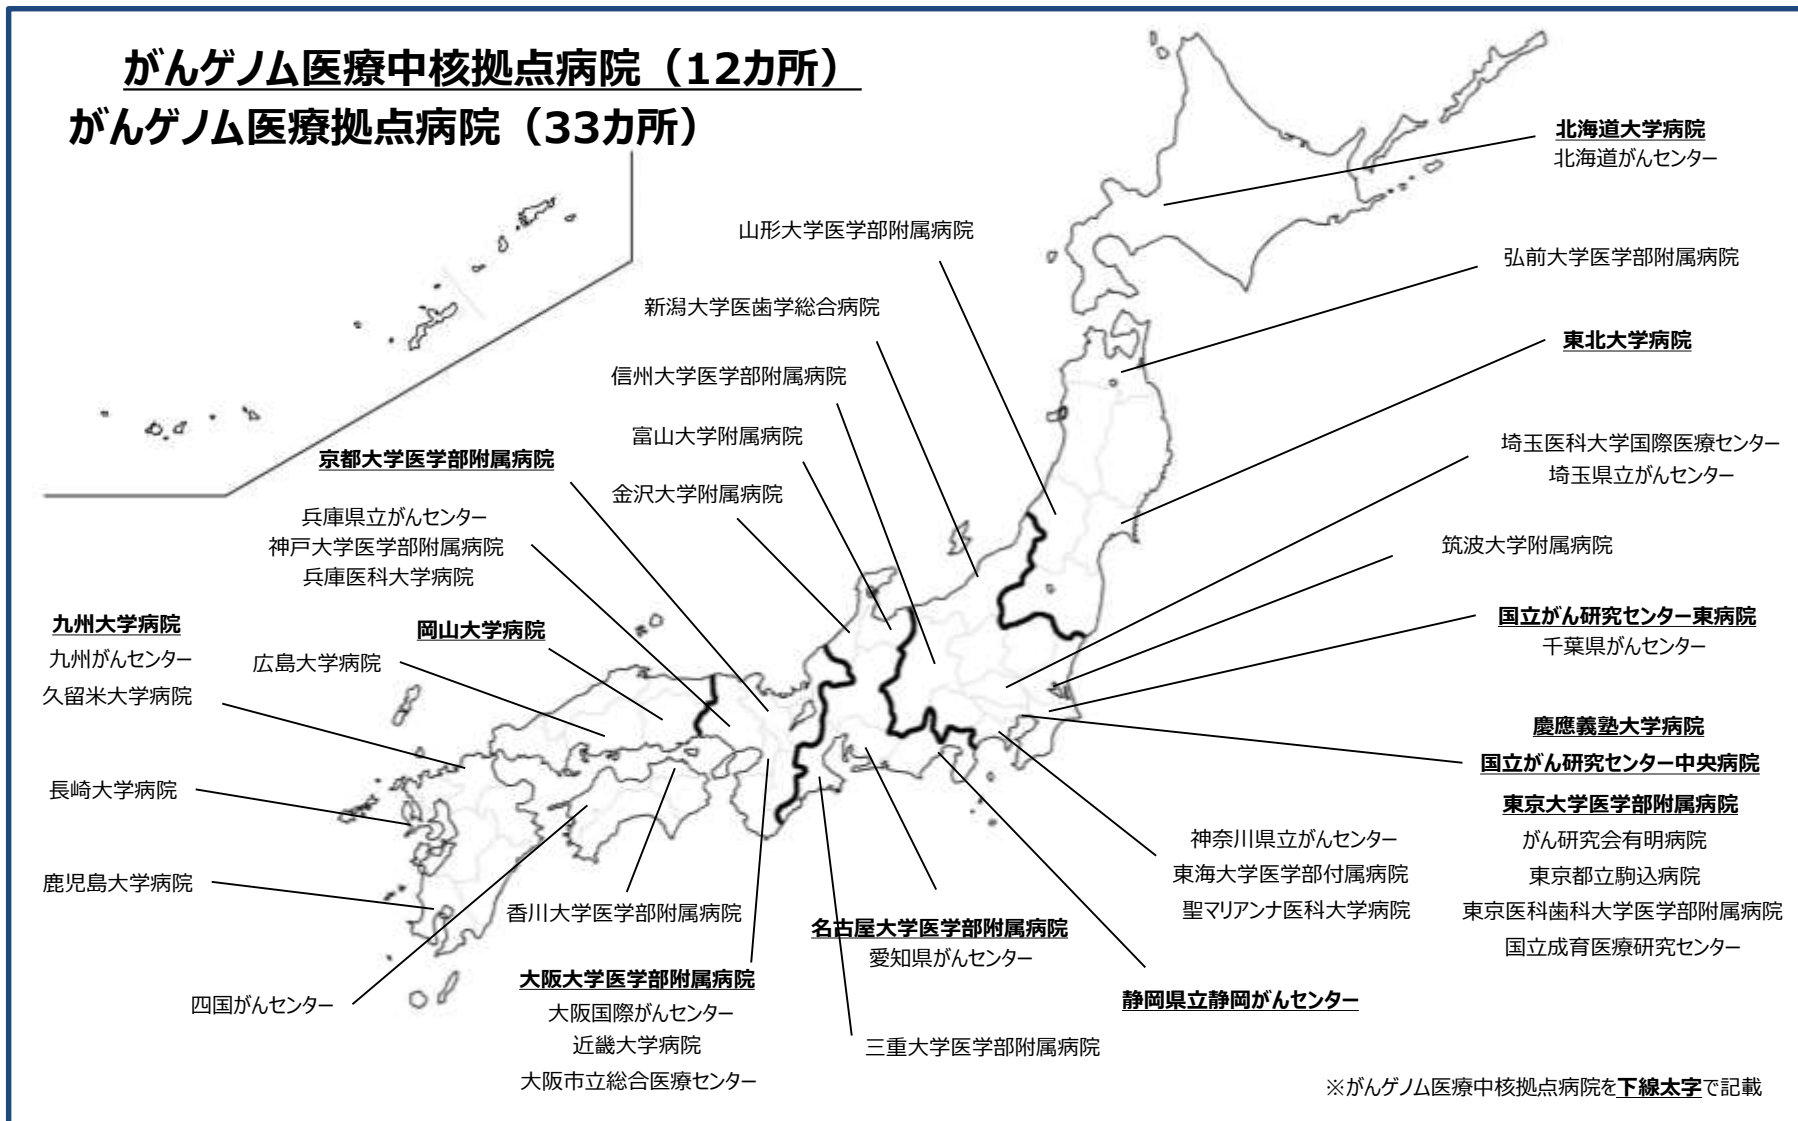 がんゲノム医療中核拠点病院（12カ所）
がんゲノム医療拠点病院（33カ所）
北海道大学病院
北海道がんセンター
山形大学医学部附属病院
弘前大学医学部附属病院
新潟大学医歯学総合病院
東北大学病院
信州大学医学部附属病院
富山大学附属病院
埼玉医科大学国際医療センター
埼玉県立がんセンター
京都大学医学部附属病院
金沢大学附属病院
兵庫県立がんセンター
神戸大学医学部附属病院
兵庫医科大学病院
筑波大学附属病院
九州大学病院
九州がんセンター
久留米大学病院
岡山大学病院
広島大学病院
国立がん研究センター東病院
千葉県がんセンター
慶應義塾大学病院
国立がん研究センター中央病院
東京大学医学部附属病院
がん研究会有明病院
東京都立駒込病院
東京医科歯科大学医学部附属病院
国立成育医療研究センター
長崎大学病院
鹿児島大学病院
神奈川県立がんセンター
東海大学医学部付属病院
聖マリアンナ医科大学病院
香川大学医学部附属病院
名古屋大学医学部附属病院
愛知県がんセンター
四国がんセンター
大阪大学医学部附属病院
大阪国際がんセンター
近畿大学病院
大阪市立総合医療センター
静岡県立静岡がんセンター
三重大学医学部附属病院
※がんゲノム医療中核拠点病院を下線太字で記載